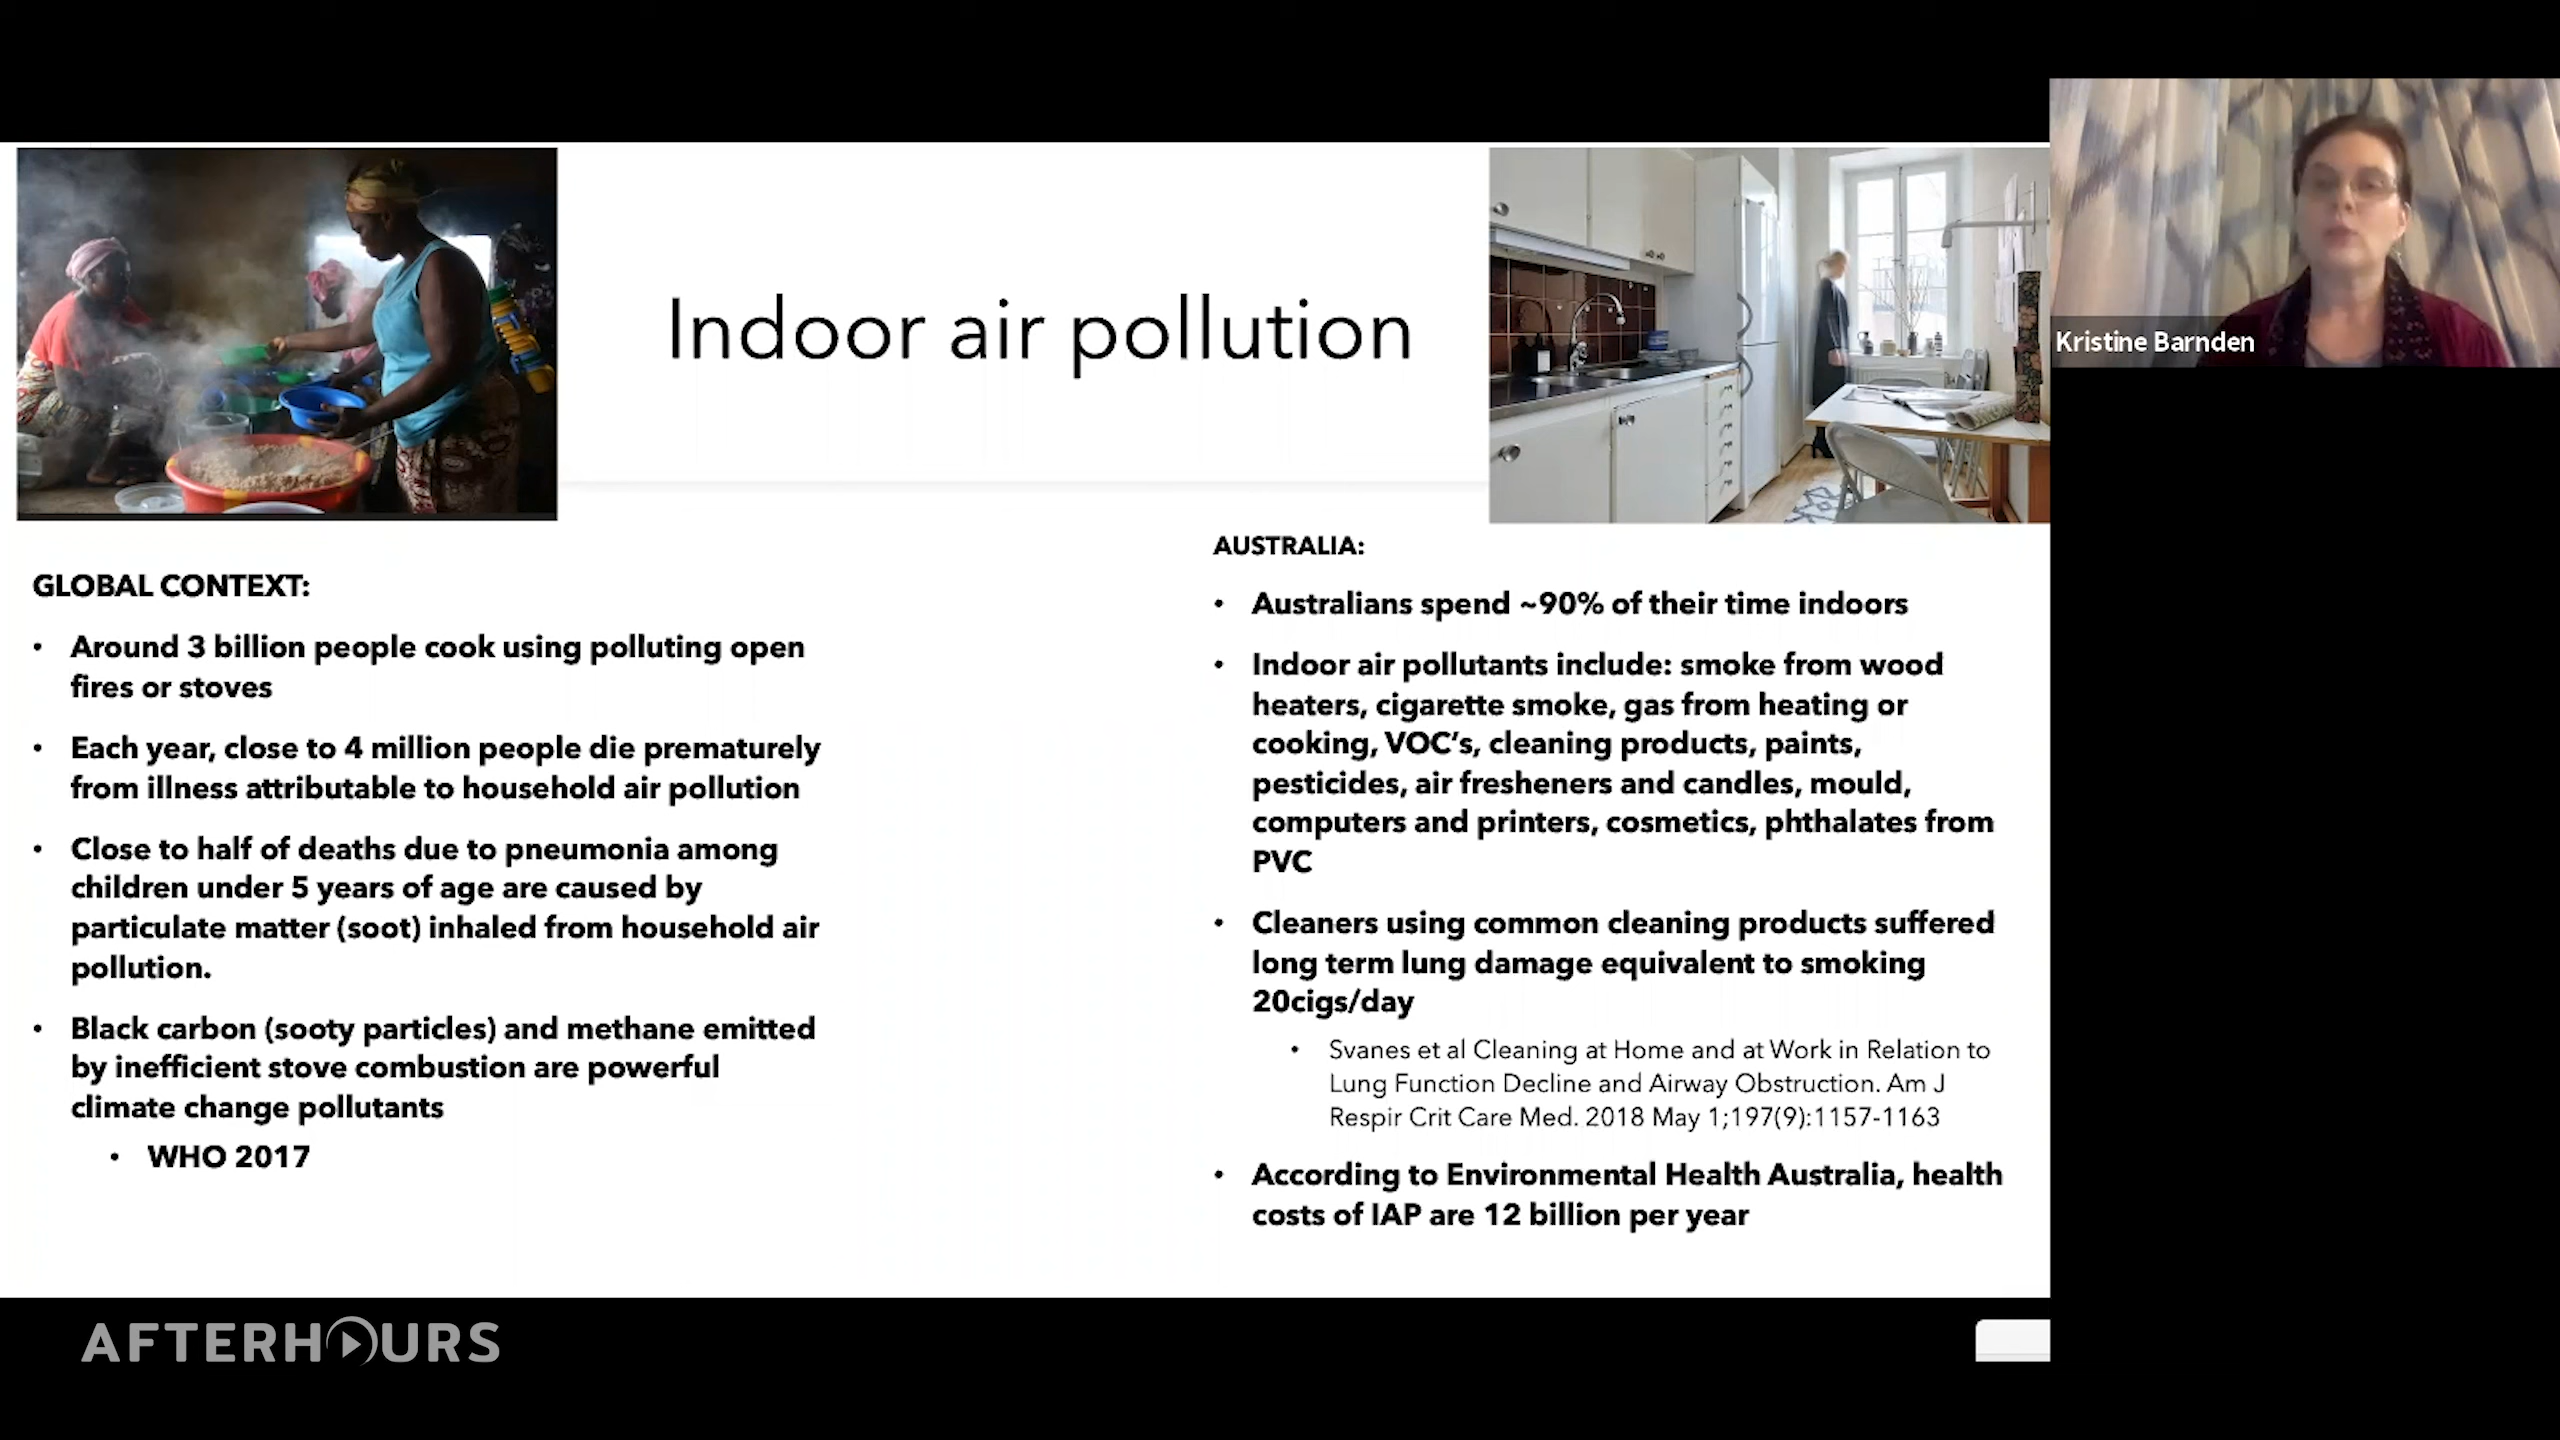 Indoor air pollution
GLOBAL CONTEXT:
• Around 3 billion people cook using polluting open
fires or stoves
• Each year, close to 4 million people die prematurely
from illness attributable to household air pollution
• Close to half of deaths due to pneumonia among
children under 5 years of age are caused by
particulate matter (soot) inhaled from household air
pollution.
• Black carbon (sooty particles) and methane emitted
by inefficient stove combustion are powerful
climate change pollutants
• WHO 2017
AUSTRALIA:
• Australians spend ~90% of their time indoors
• Indoor air pollutants include: smoke from wood
heaters, cigarette smoke, gas from heating or
cooking, VOC’s, cleaning products, paints,
pesticides, air fresheners and candles, mould,
computers and printers, cosmetics, phthalates from
PVC
• Cleaners using common cleaning products suffered
long term lung damage equivalent to smoking
20cigs/day
• Svanes et al Cleaning at Home and at Work in Relation to
Lung Function Decline and Airway Obstruction. Am J
Respir Crit Care Med. 2018 May 1;197(9):1157-1163
• According to Environmental Health Australia, health
costs of IAP are 12 billion per year
Kristine Barnden
AFTERHOURS